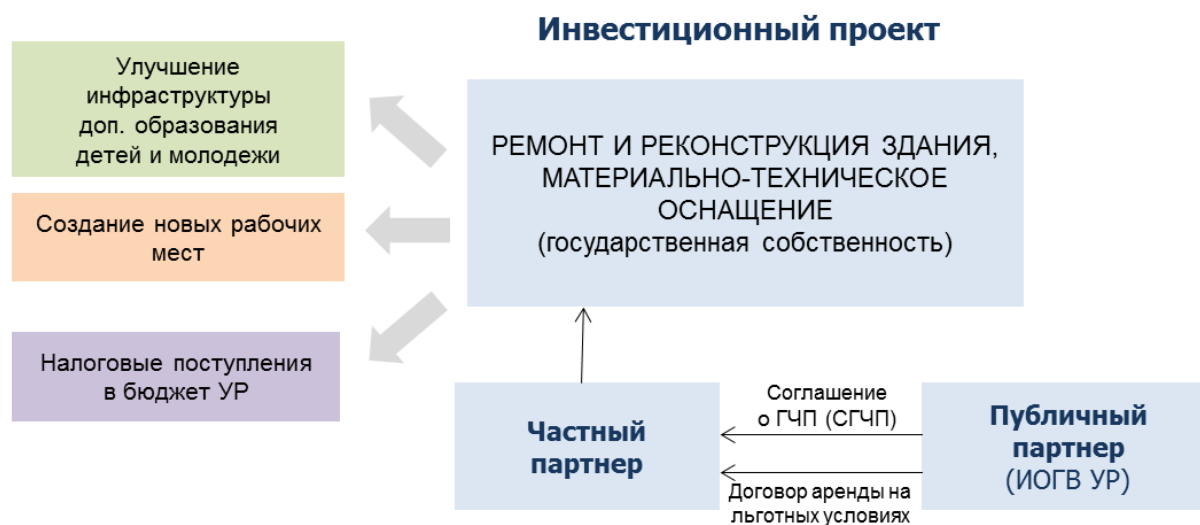 Инвестиционный проект
Улучшение
инфраструктуры
доп. образования
детей и молодежи
Создание новых рабочих
мест
Налоговые поступления
в бюджет УР
РЕМОНТ И РЕКОНСТРУКЦИЯ ЗДАНИЯ,
МАТЕРИАЛЬНО-ТЕХНИЧЕСКОЕ
ОСНАЩЕНИЕ
(государственная собственность)
Частный
партнер
Соглашение
о ГЧП (СГЧП)
Договор аренды на
льготных условиях
Публичный
партнер
(ИОГВ УР)